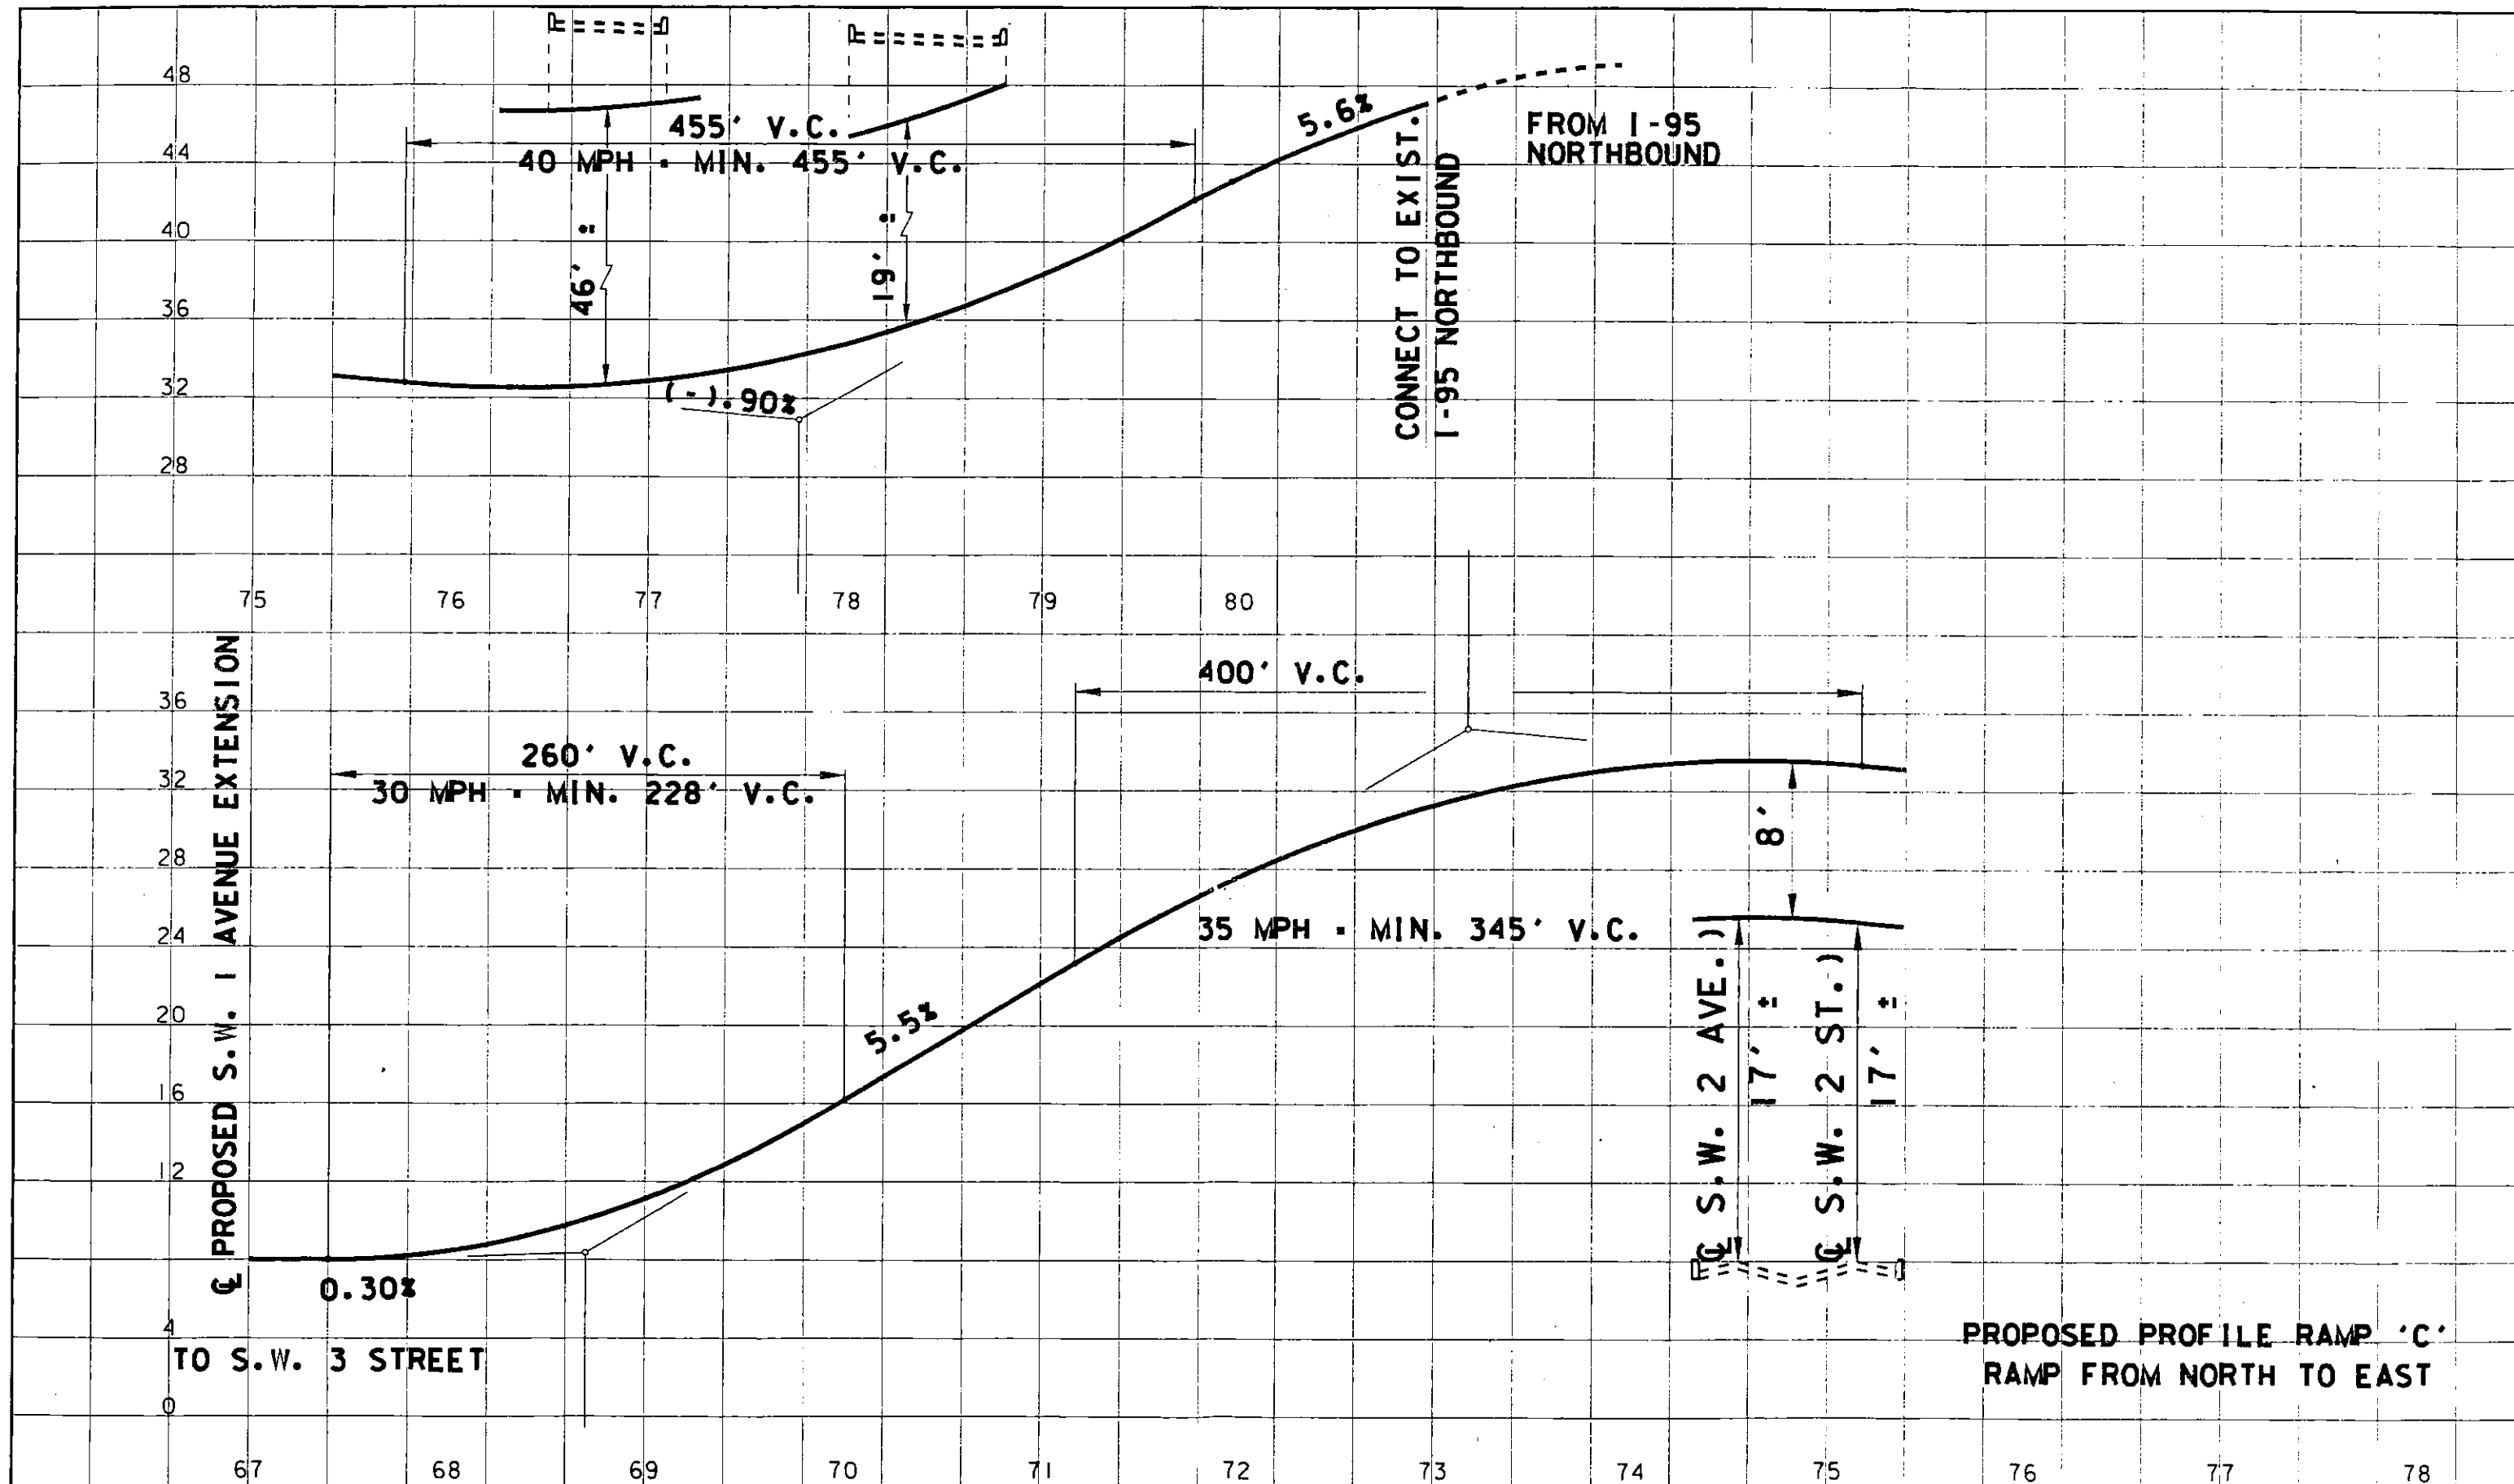 48
455' V.C.
40 MPH - MIN. 455' V.C.
5.6%
FROM I-95
NORTHBOUND
44
40
46' ±
19' ±
CONNECT TO EXIST.
I-95 NORTHBOUND
36
32
(-).90%
28
75 76 77 78 79 80
℄ PROPOSED S.W. 1 AVENUE EXTENSION
400' V.C.
36
260' V.C.
30 MPH - MIN. 228' V.C.
32
8'
28
35 MPH - MIN. 345' V.C.
24
℄ S.W. 2 AVE.)
17' ±
℄ S.W. 2 ST.)
17' ±
20
5.5%
16
12
0.30%
4
TO S.W. 3 STREET
PROPOSED PROFILE RAMP 'C'
RAMP FROM NORTH TO EAST
0
67 68 69 70 71 72 73 74 75 76 77 78